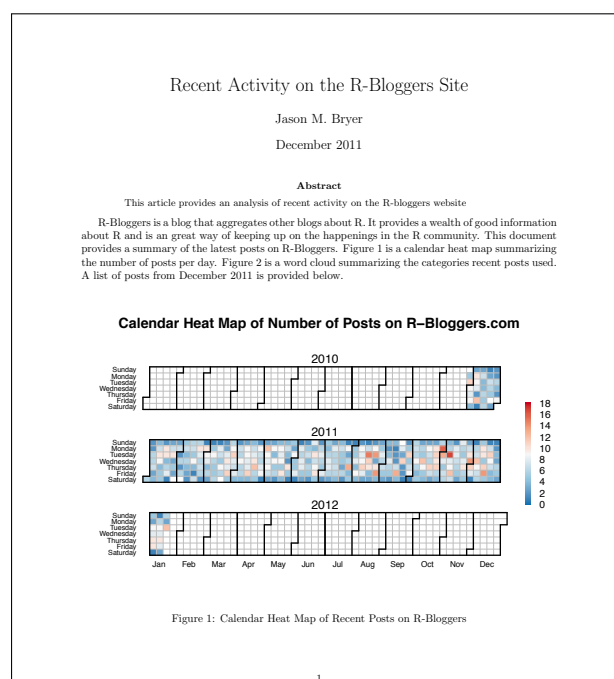 Recent Activity on the R-Bloggers Site
Jason M. Bryer
December 2011
Abstract
This article provides an analysis of recent activity on the R-bloggers website
R-Bloggers is a blog that aggregates other blogs about R. It provides a wealth of good information
about R and is an great way of keeping up on the happenings in the R community. This document
provides a summary of the latest posts on R-Bloggers. Figure 1 is a calendar heat map summarizing
the number of posts per day. Figure 2 is a word cloud summarizing the categories recent posts used.
A list of posts from December 2011 is provided below.
Calendar Heat Map of Number of Posts on R−Bloggers.com
2010
Sunday
Monday
Tuesday
Wednesday
Thursday
Friday
Saturday
2011
Sunday
Monday
Tuesday
Wednesday
Thursday
Friday
Saturday
18
16
14
12
10
8
6
4
2
0
2012
Sunday
Monday
Tuesday
Wednesday
Thursday
Friday
Saturday
Jan Feb Mar Apr May Jun Jul Aug Sep Oct Nov Dec
Figure 1: Calendar Heat Map of Recent Posts on R-Bloggers
1